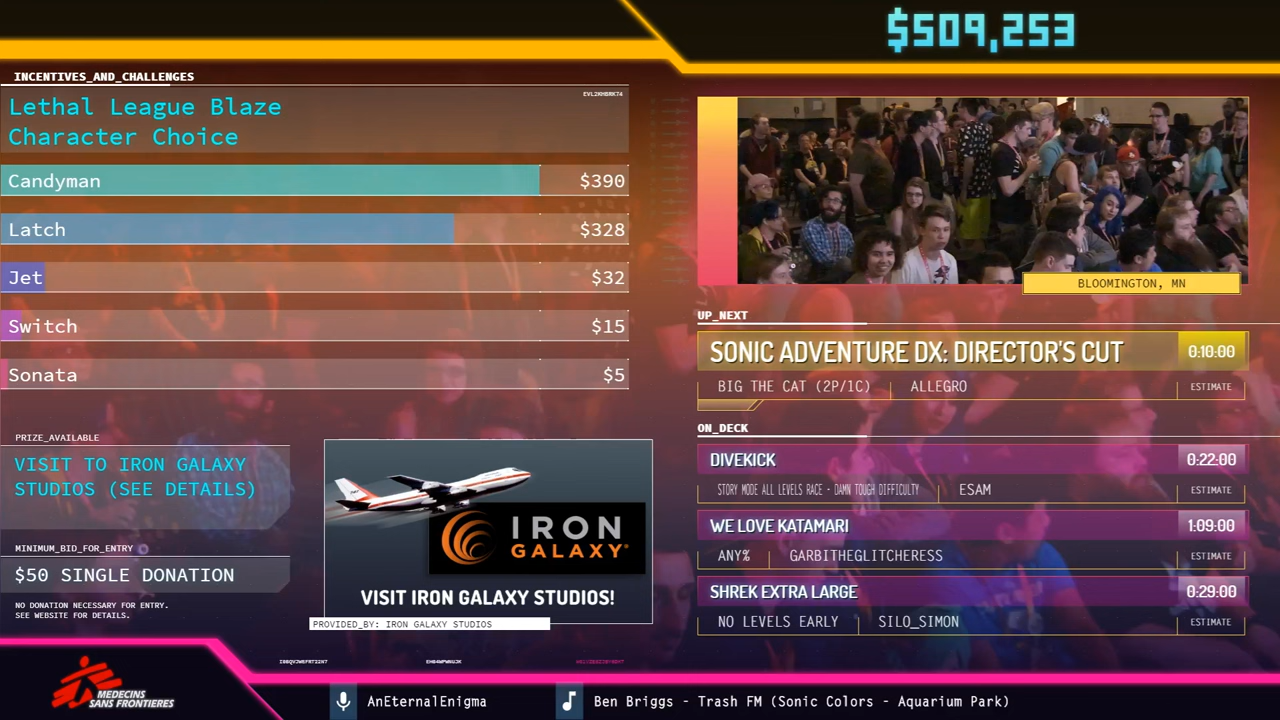 $509,253
INCENTIVES_AND_CHALLENGES
Lethal League Blaze
Character Choice
Candyman $390
Latch $328
Jet $32
Switch $15
Sonata $5
PRIZE_AVAILABLE
VISIT TO IRON GALAXY
STUDIOS (SEE DETAILS)
MINIMUM_BID_FOR_ENTRY
$50 SINGLE DONATION
NO DONATION NECESSARY FOR ENTRY.
SEE WEBSITE FOR DETAILS.
IRON
GALAXY
VISIT IRON GALAXY STUDIOS!
PROVIDED_BY: IRON GALAXY STUDIOS
BLOOMINGTON, MN
UP_NEXT
SONIC ADVENTURE DX: DIRECTOR'S CUT 0:10:00
BIG THE CAT (2P/1C) ALLEGRO ESTIMATE
ON_DECK
DIVEKICK 0:22:00
STORY MODE ALL LEVELS RACE - DAMN TOUGH DIFFICULTY ESAM ESTIMATE
WE LOVE KATAMARI 1:09:00
ANY% GARBITHEGLITCHERESS ESTIMATE
SHREK EXTRA LARGE 0:29:00
NO LEVELS EARLY SILO_SIMON ESTIMATE
MEDECINS
SANS FRONTIERES
AnEternalEnigma
Ben Briggs - Trash FM (Sonic Colors - Aquarium Park)